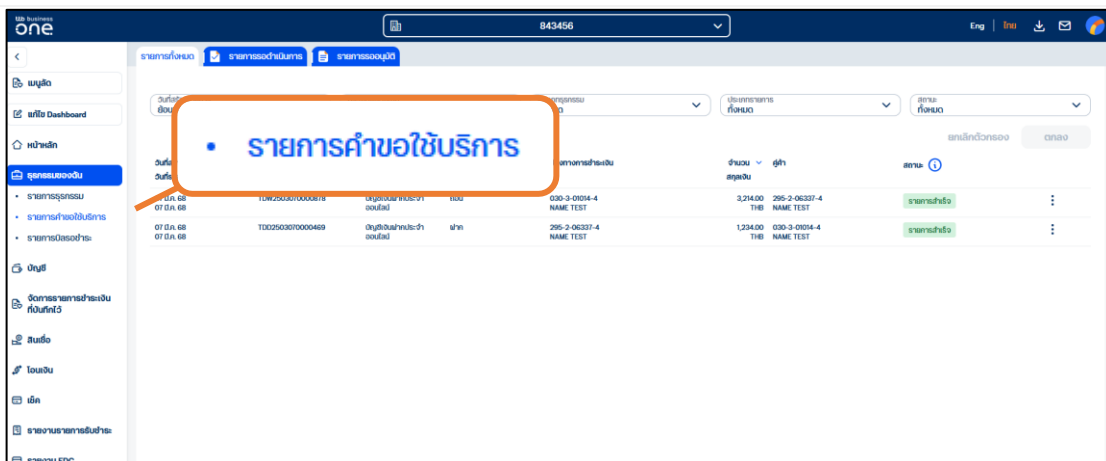 ttb business
one
843456
Eng | ไทย
รายการทั้งหมด
รายการรอดำเนินการ
รายการรออนุมัติ
เมนูลัด
แก้ไข Dashboard
หน้าหลัก
ธุรกรรมของฉัน
• รายการธุรกรรม
• รายการคำขอใช้บริการ
• รายการบิลรอชำระ
บัญชี
จัดการรายการชำระเงิน
ที่บันทึกไว้
สินเชื่อ
โอนเงิน
เช็ค
รายงานรายการรับชำระ
รายงาน EDC
ประเภทรายการ
ทั้งหมด
สถานะ
ทั้งหมด
ยกเลิกตัวกรอง
ตกลง
• รายการคำขอใช้บริการ
จำนวน
สกุลเงิน
คู่ค้า
สถานะ
07 มี.ค. 68
TDW2503070000878
บัญชีเงินฝากประจำ
ออนไลน์
ถอน
030-3-01014-4
NAME TEST
3,214.00
THB
295-2-06337-4
NAME TEST
รายการสำเร็จ
07 มี.ค. 68
07 มี.ค. 68
TDD2503070000469
บัญชีเงินฝากประจำ
ออนไลน์
ฝาก
295-2-06337-4
NAME TEST
1,234.00
THB
030-3-01014-4
NAME TEST
รายการสำเร็จ